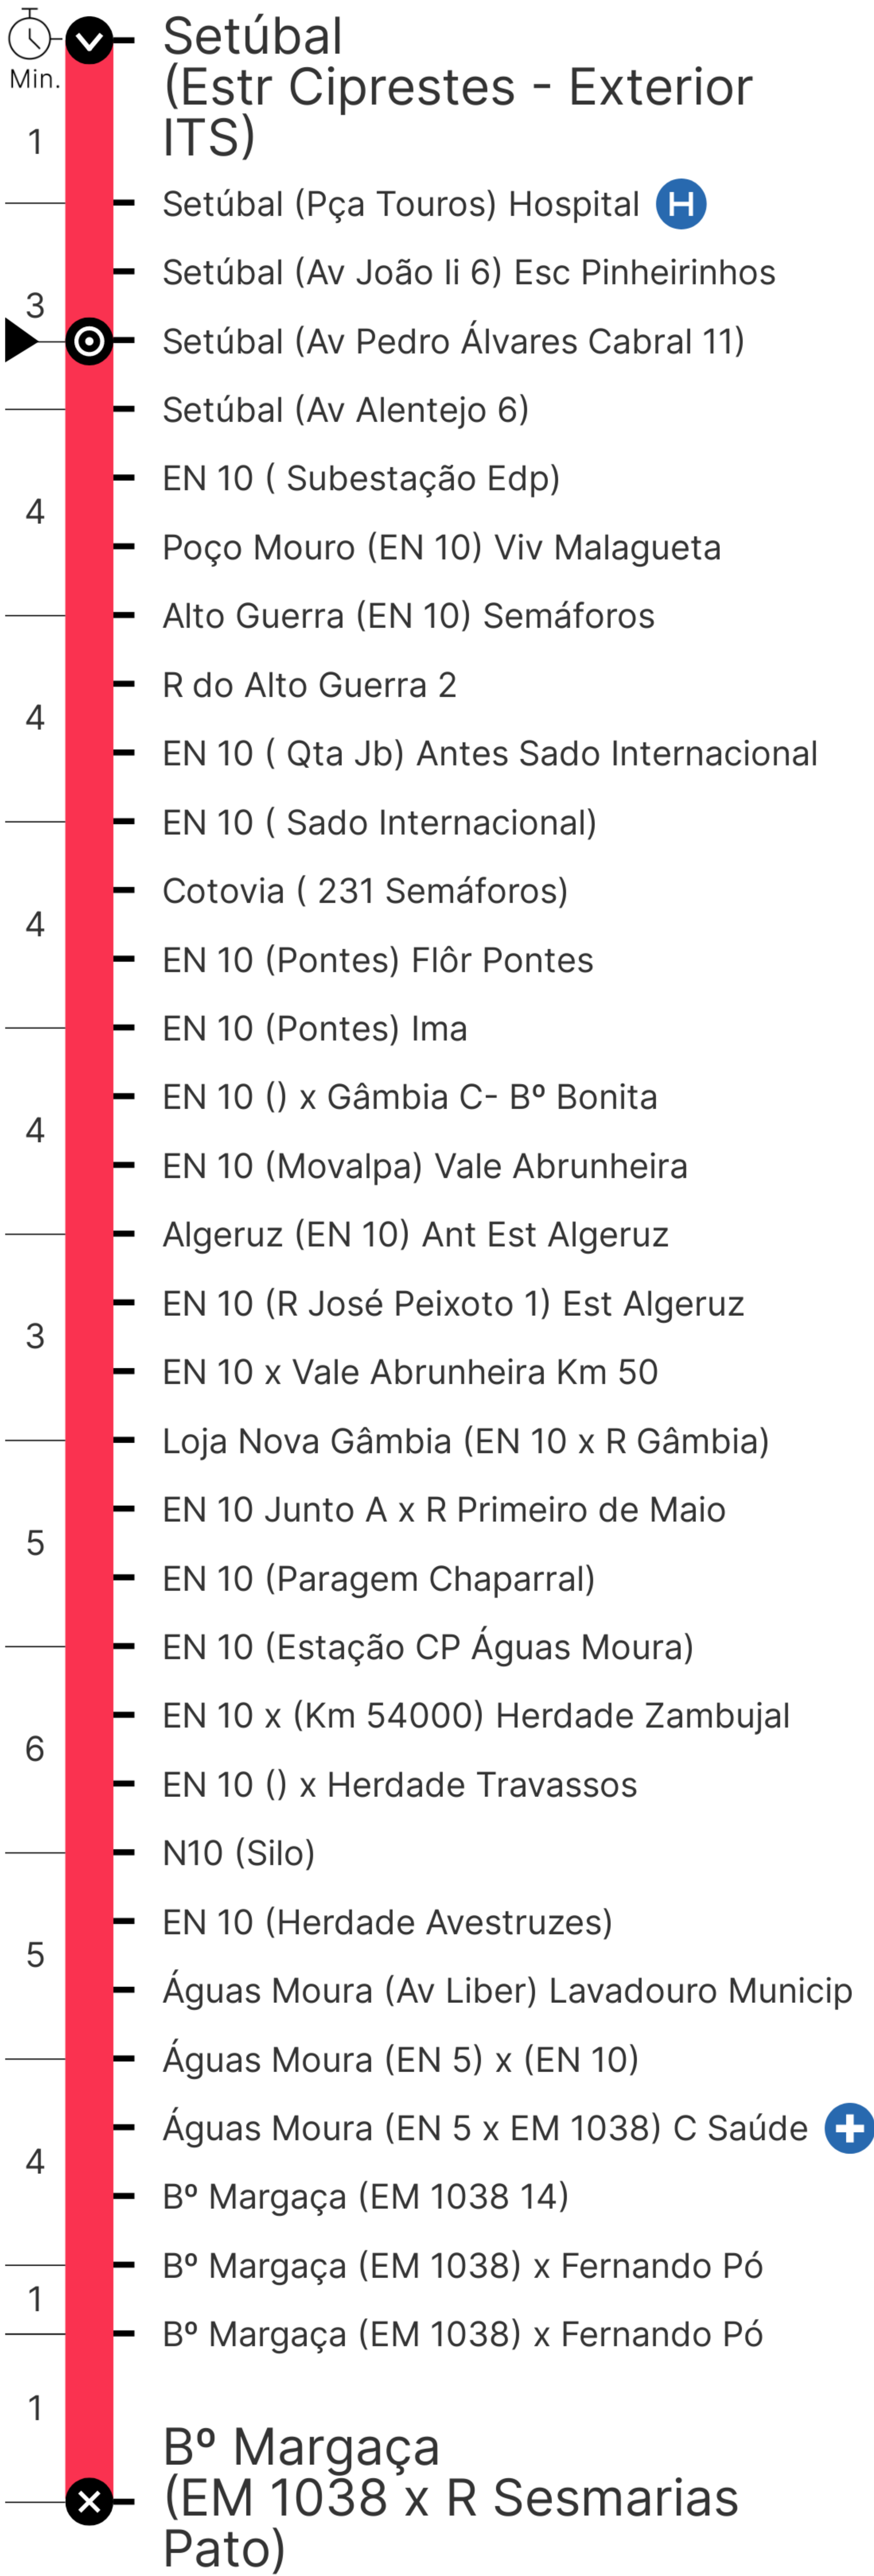 Min.
Setúbal
(Estr Ciprestes - Exterior
ITS)
1
Setúbal (Pça Touros) Hospital H
Setúbal (Av João Ii 6) Esc Pinheirinhos
3
Setúbal (Av Pedro Álvares Cabral 11)
Setúbal (Av Alentejo 6)
EN 10 ( Subestação Edp)
4
Poço Mouro (EN 10) Viv Malagueta
Alto Guerra (EN 10) Semáforos
R do Alto Guerra 2
4
EN 10 ( Qta Jb) Antes Sado Internacional
EN 10 ( Sado Internacional)
Cotovia ( 231 Semáforos)
4
EN 10 (Pontes) Flôr Pontes
EN 10 (Pontes) Ima
EN 10 () x Gâmbia C- Bº Bonita
4
EN 10 (Movalpa) Vale Abrunheira
Algeruz (EN 10) Ant Est Algeruz
EN 10 (R José Peixoto 1) Est Algeruz
3
EN 10 x Vale Abrunheira Km 50
Loja Nova Gâmbia (EN 10 x R Gâmbia)
EN 10 Junto A x R Primeiro de Maio
5
EN 10 (Paragem Chaparral)
EN 10 (Estação CP Águas Moura)
EN 10 x (Km 54000) Herdade Zambujal
6
EN 10 () x Herdade Travassos
N10 (Silo)
EN 10 (Herdade Avestruzes)
5
Águas Moura (Av Liber) Lavadouro Municip
Águas Moura (EN 5) x (EN 10)
Águas Moura (EN 5 x EM 1038) C Saúde
4
Bº Margaça (EM 1038 14)
Bº Margaça (EM 1038) x Fernando Pó
1
Bº Margaça (EM 1038) x Fernando Pó
1
Bº Margaça
(EM 1038 x R Sesmarias
Pato)